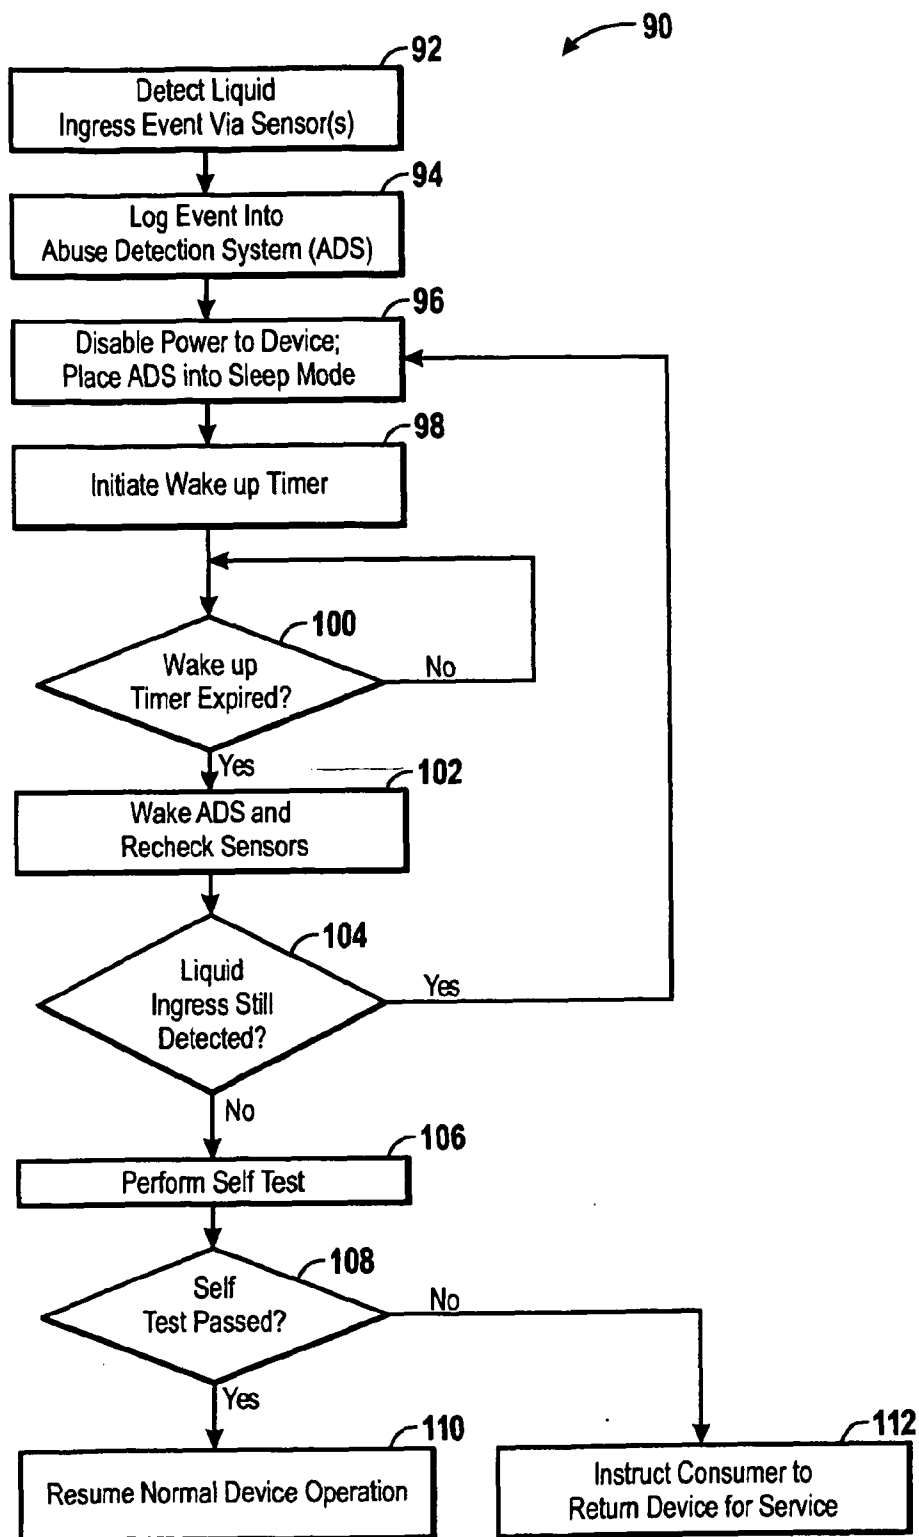 90
92
Detect Liquid
Ingress Event Via Sensor(s)
94
Log Event Into
Abuse Detection System (ADS)
96
Disable Power to Device;
Place ADS into Sleep Mode
98
Initiate Wake up Timer
100
Wake up
Timer Expired?
No
Yes
102
Wake ADS and
Recheck Sensors
104
Liquid
Ingress Still
Detected?
Yes
No
106
Perform Self Test
108
Self
Test Passed?
No
Yes
110
Resume Normal Device Operation
112
Instruct Consumer to
Return Device for Service